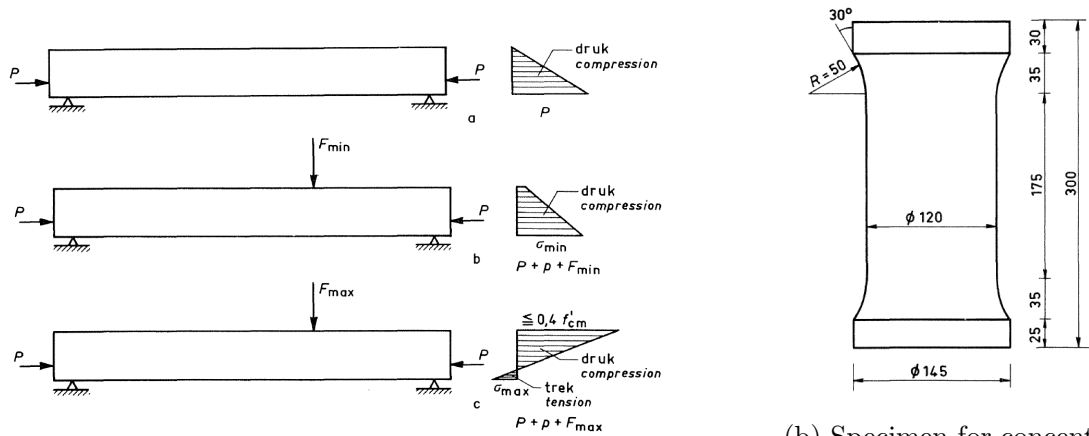 P
P
druk
compression
P
a
F min
P
P
druk
compression
σ min
P + p + F min
b
F max
≦ 0,4 f'cm
P
P
druk
compression
σ max
trek
tension
P + p + F max
c
30°
R = 50
30
35
175
300
ϕ 120
35
25
ϕ 145
(b) Specimen for concent